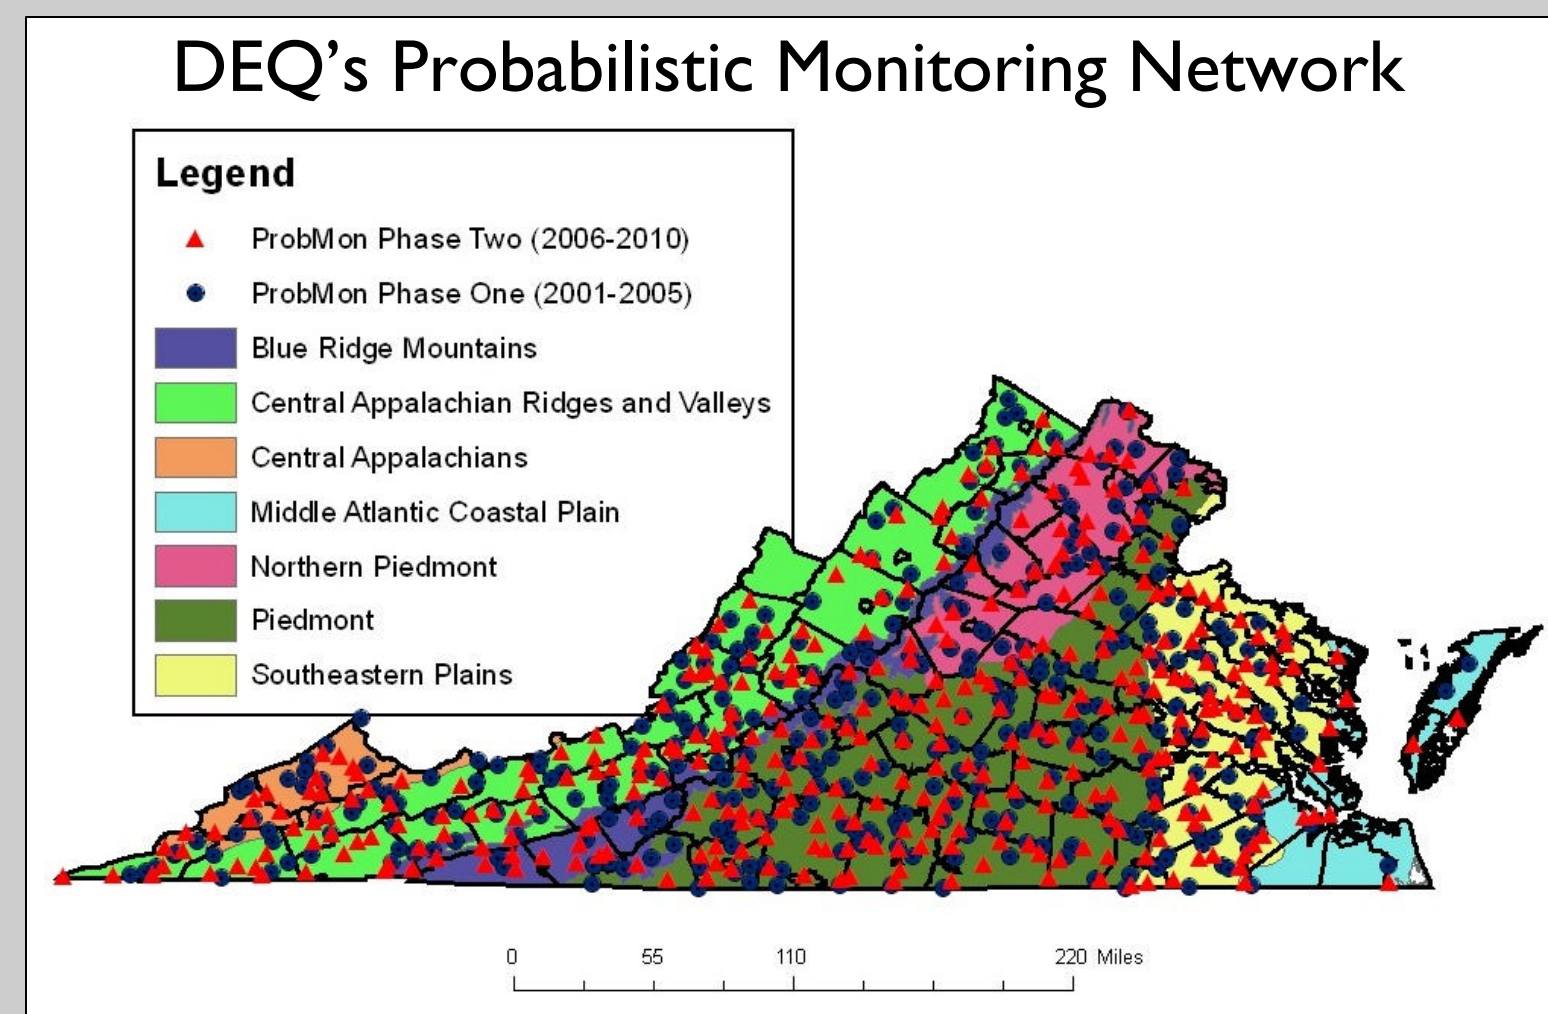 DEQ’s Probabilistic Monitoring Network
Legend
ProbMon Phase Two (2006-2010)
ProbMon Phase One (2001-2005)
Blue Ridge Mountains
Central Appalachian Ridges and Valleys
Central Appalachians
Middle Atlantic Coastal Plain
Northern Piedmont
Piedmont
Southeastern Plains
0 55 110 220 Miles